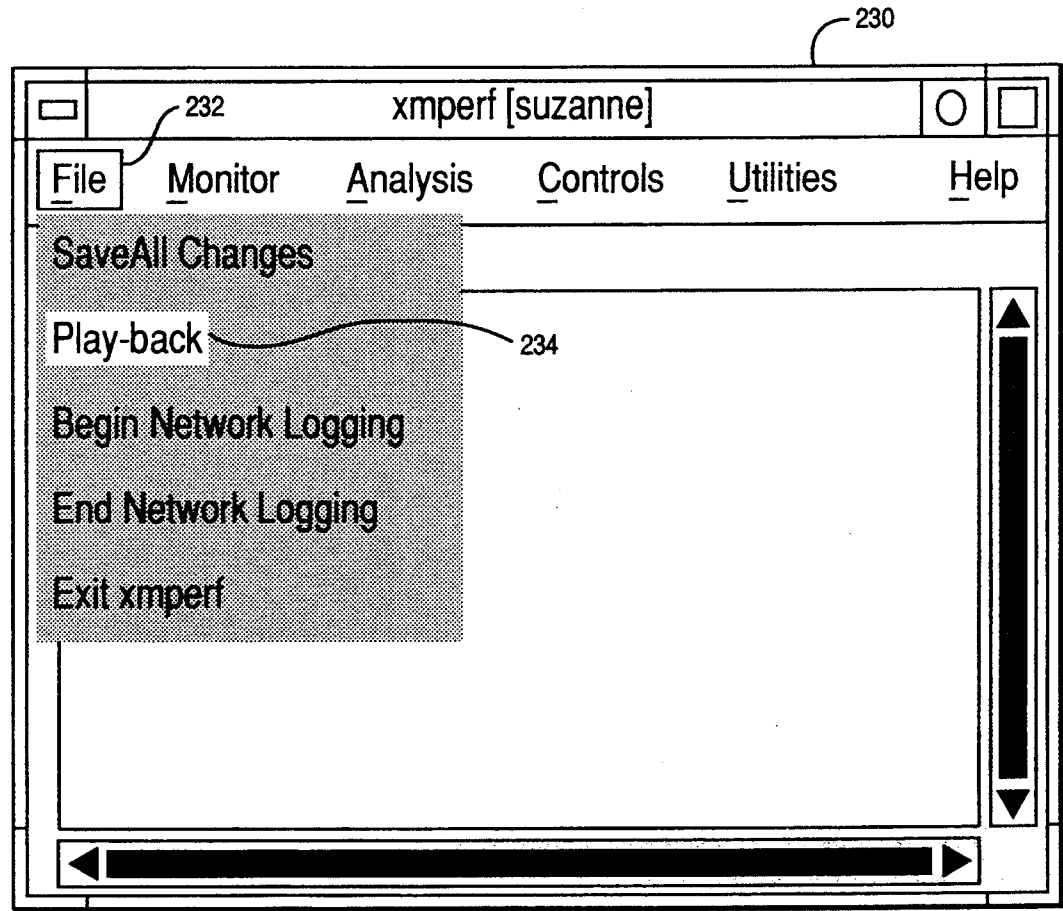 230
xmperf [suzanne]
232
File Monitor Analysis Controls Utilities Help
SaveAll Changes
Play-back
234
Begin Network Logging
End Network Logging
Exit xmperf